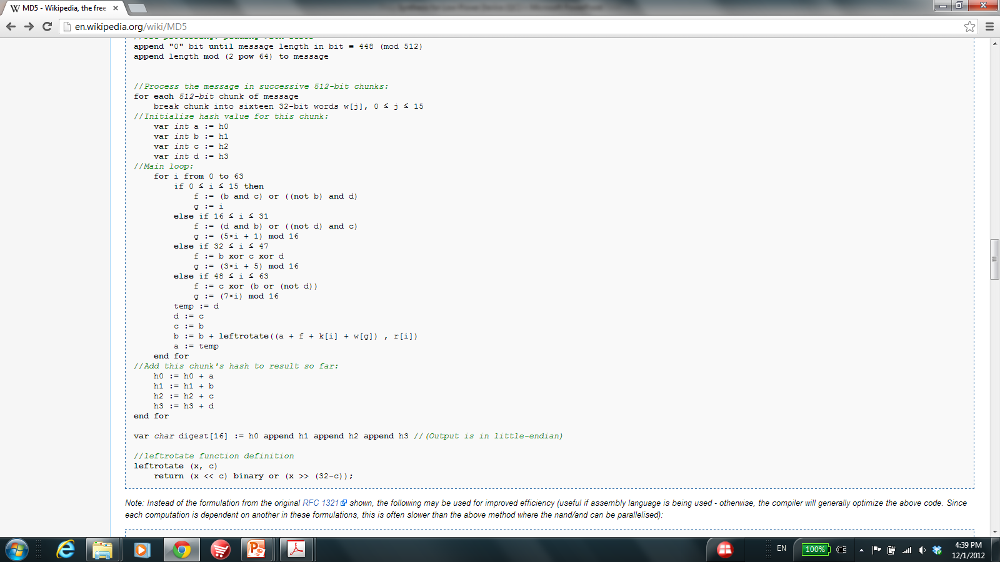 MD5 - Wikipedia, the free
en.wikipedia.org/wiki/MD5
append "0" bit until message length in bit ≡ 448 (mod 512)
append length mod (2 pow 64) to message
//Process the message in successive 512-bit chunks:
for each 512-bit chunk of message
break chunk into sixteen 32-bit words w[j], 0 ≤ j ≤ 15
//Initialize hash value for this chunk:
var int a := h0
var int b := h1
var int c := h2
var int d := h3
//Main loop:
for i from 0 to 63
if 0 ≤ i ≤ 15 then
f := (b and c) or ((not b) and d)
g := i
else if 16 ≤ i ≤ 31
f := (d and b) or ((not d) and c)
g := (5×i + 1) mod 16
else if 32 ≤ i ≤ 47
f := b xor c xor d
g := (3×i + 5) mod 16
else if 48 ≤ i ≤ 63
f := c xor (b or (not d))
g := (7×i) mod 16
temp := d
d := c
c := b
b := b + leftrotate((a + f + k[i] + w[g]) , r[i])
a := temp
end for
//Add this chunk's hash to result so far:
h0 := h0 + a
h1 := h1 + b
h2 := h2 + c
h3 := h3 + d
end for
var char digest[16] := h0 append h1 append h2 append h3 //(Output is in little-endian)
//leftrotate function definition
leftrotate (x, c)
return (x << c) binary or (x >> (32-c));
Note: Instead of the formulation from the original RFC 1321 shown, the following may be used for improved efficiency (useful if assembly language is being used - otherwise, the compiler will generally optimize the above code. Since
each computation is dependent on another in these formulations, this is often slower than the above method where the nand/and can be parallelised):
EN
100%
4:39 PM
12/1/2012